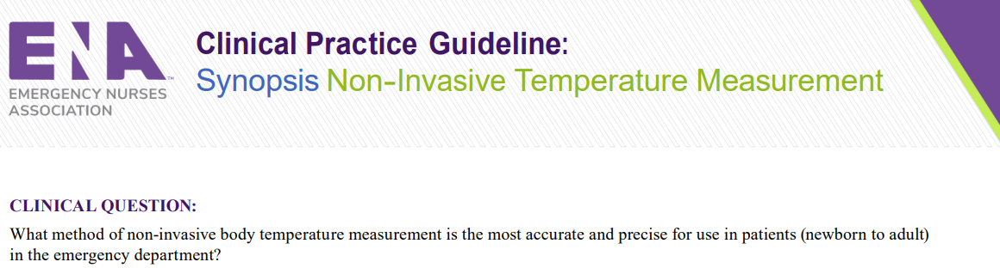 ENA™
EMERGENCY NURSES
ASSOCIATION
Clinical Practice Guideline:
Synopsis Non-Invasive Temperature Measurement
CLINICAL QUESTION:
What method of non-invasive body temperature measurement is the most accurate and precise for use in patients (newborn to adult)
in the emergency department?